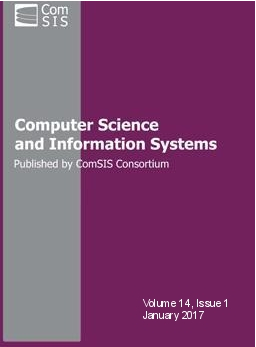 Com
SIS
Computer Science
and Information Systems
Published by ComSIS Consortium
Volume 14, Issue 1
January 2017